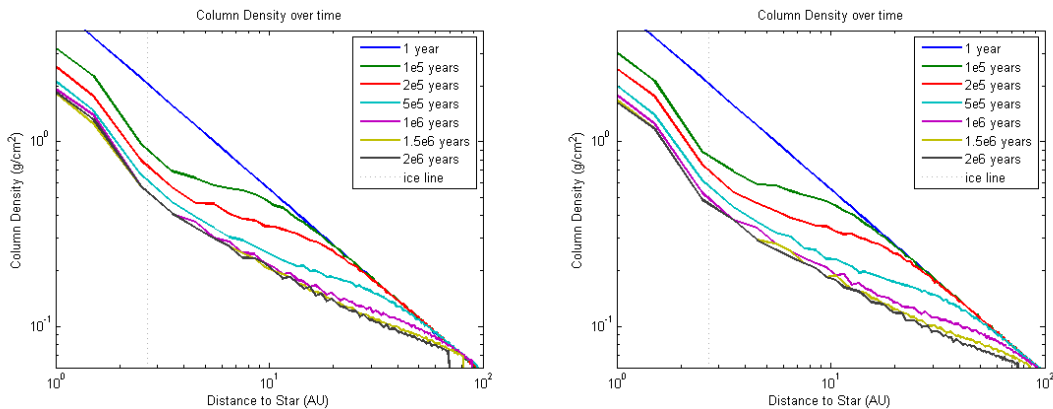 Column Density over time
Column Density (g/cm²)
10⁰
10⁻¹
1 year
1e5 years
2e5 years
5e5 years
1e6 years
1.5e6 years
2e6 years
ice line
10⁰
10¹
10²
Distance to Star (AU)
Column Density over time
Column Density (g/cm²)
10⁰
10⁻¹
1 year
1e5 years
2e5 years
5e5 years
1e6 years
1.5e6 years
2e6 years
ice line
10⁰
10¹
10²
Distance to Star (AU)